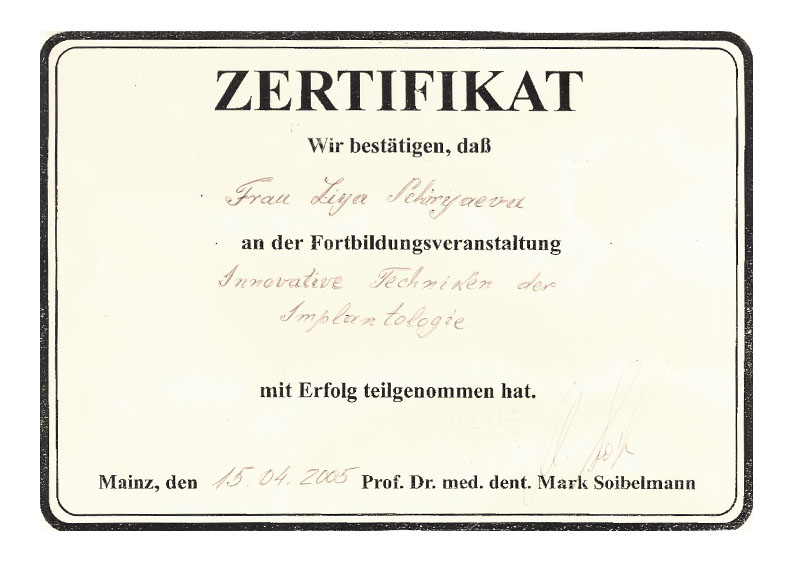 ZERTIFIKAT
Wir bestätigen, daß
Frau Liya Schiryaeva
an der Fortbildungsveranstaltung
Innovative Techniken der
Implantologie
mit Erfolg teilgenommen hat.
Mainz, den 15.04.2005 Prof. Dr. med. dent. Mark Soibelmann